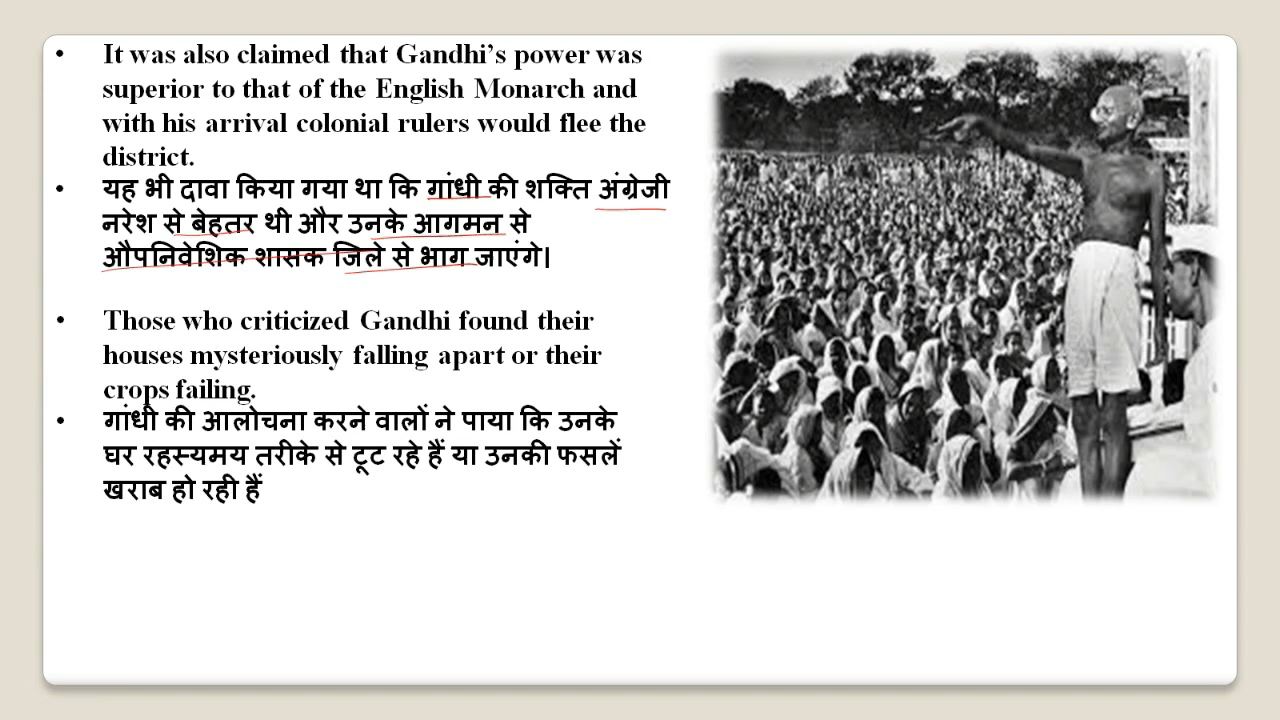 • It was also claimed that Gandhi’s power was
superior to that of the English Monarch and
with his arrival colonial rulers would flee the
district.
• यह भी दावा किया गया था कि गांधी की शक्ति अंग्रेजी
नरेश से बेहतर थी और उनके आगमन से
औपनिवेशिक शासक जिले से भाग जाएंगे।
• Those who criticized Gandhi found their
houses mysteriously falling apart or their
crops failing.
• गांधी की आलोचना करने वालों ने पाया कि उनके
घर रहस्यमय तरीके से टूट रहे हैं या उनकी फसलें
खराब हो रही हैं